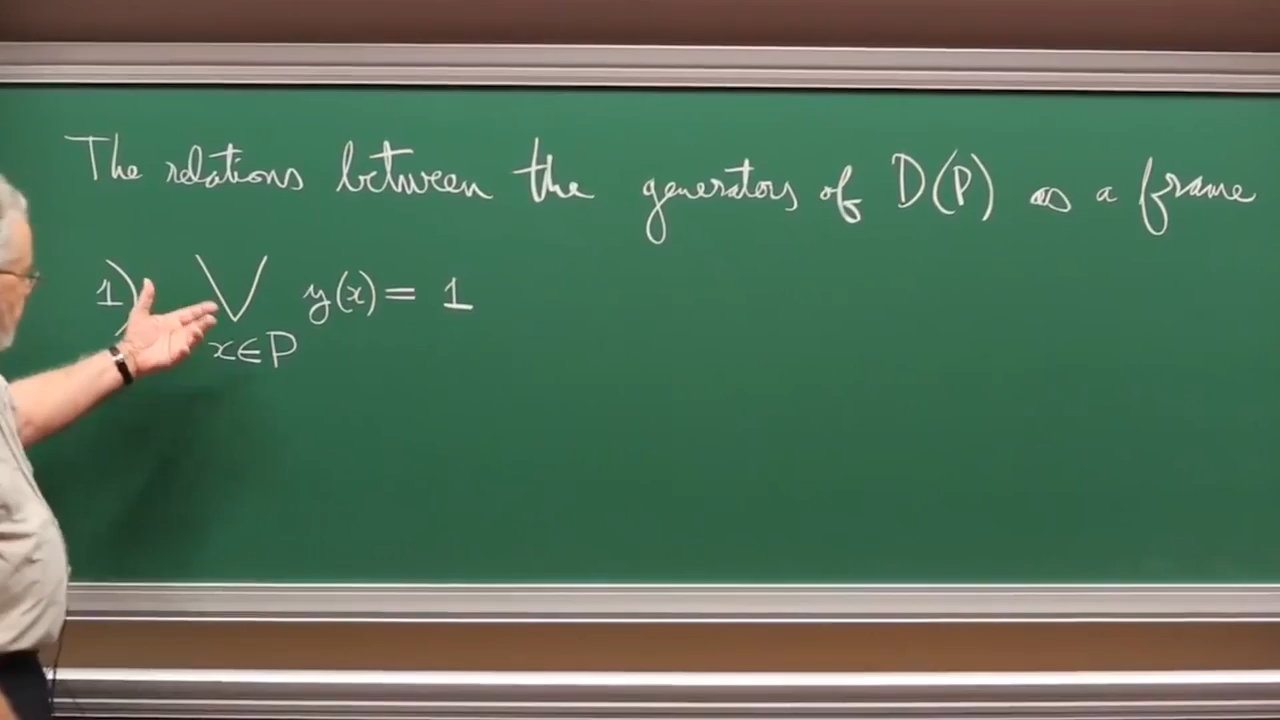 The relations between the generators of D(P) as a frame
1) ⋁ y(x) = 1
x∈P